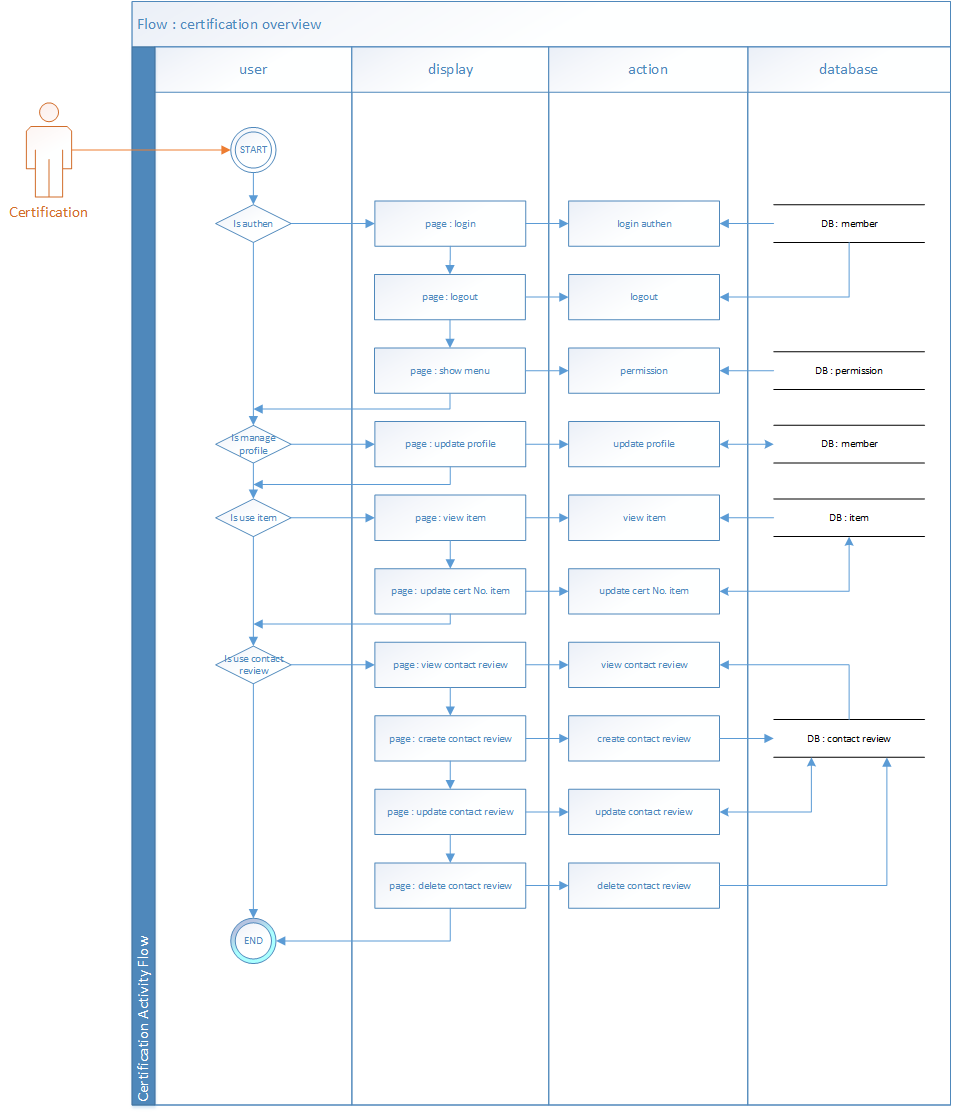 Flow : certification overview
user
display
action
database
START
Certification
Is authen
page : login
login authen
DB : member
page : logout
logout
page : show menu
permission
DB : permission
Is manage
profile
page : update profile
update profile
DB : member
Is use item
page : view item
view item
DB : item
page : update cert No. item
update cert No. item
Is use contact
review
page : view contact review
view contact review
page : craete contact review
create contact review
DB : contact review
page : update contact review
update contact review
page : delete contact review
delete contact review
END
Certification Activity Flow